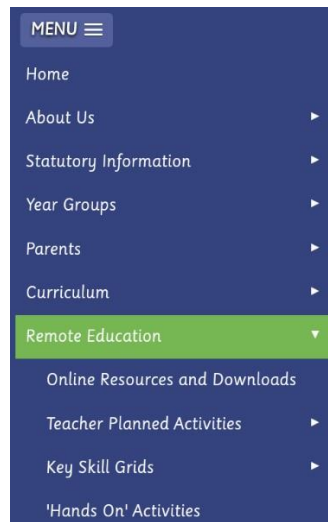 MENU
Home
About Us
Statutory Information
Year Groups
Parents
Curriculum
Remote Education
Online Resources and Downloads
Teacher Planned Activities
Key Skill Grids
'Hands On' Activities